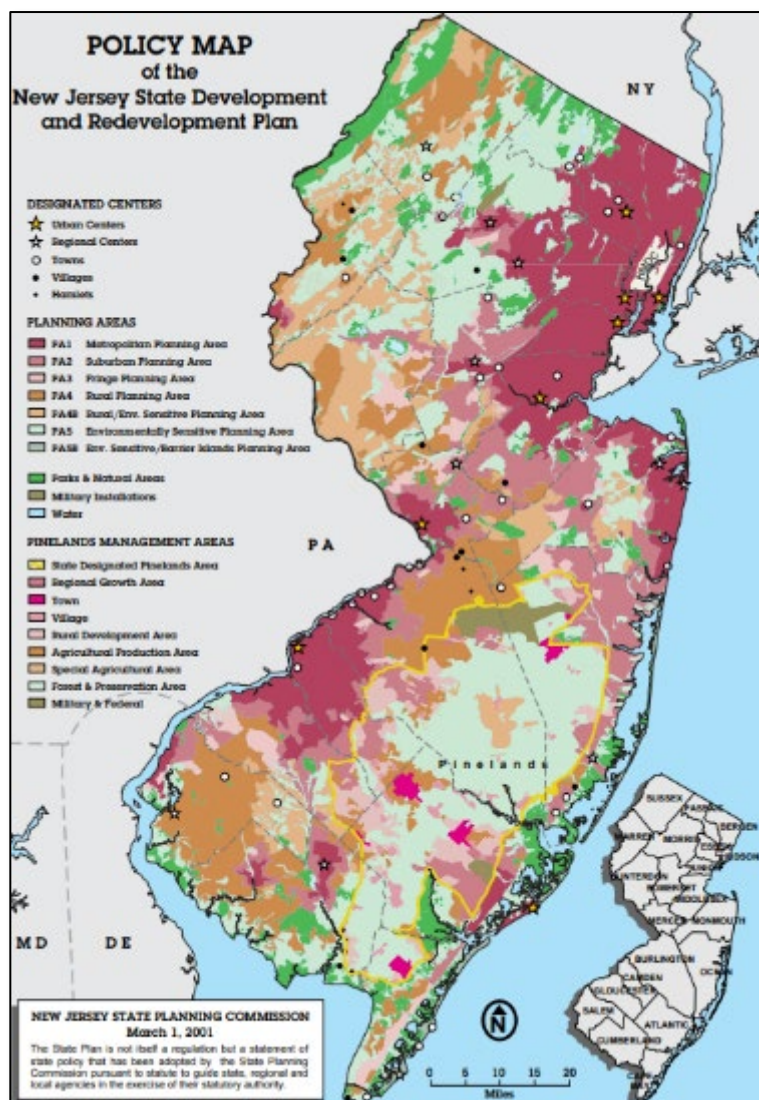 POLICY MAP
of the
New Jersey State Development
and Redevelopment Plan
NY
DESIGNATED CENTERS
Urban Centers
Regional Centers
Towns
Villages
Hamlets
PLANNING AREAS
PA1 Metropolitan Planning Area
PA2 Suburban Planning Area
PA3 Fringe Planning Area
PA4 Rural Planning Area
PA4B Rural/Env. Sensitive Planning Area
PA5 Environmentally Sensitive Planning Area
PA5B Env. Sensitive/Barrier Islands Planning Area
Parks & Natural Areas
Military Installations
Water
PINELANDS MANAGEMENT AREAS
State Designated Pinelands Area
Regional Growth Area
Town
Village
Rural Development Area
Agricultural Production Area
Special Agricultural Area
Forest & Preservation Area
Military & Federal
PA
Pinelands
MD
DE
SUSSEX
PASSAIC
BERGEN
WARREN
MORRIS
ESSEX
HUDSON
UNION
HUNTERDON
SOMERSET
MIDDLESEX
MERCER
MONMOUTH
BURLINGTON
OCEAN
CAMDEN
GLOUCESTER
SALEM
ATLANTIC
CUMBERLAND
CAPE
MAY
NEW JERSEY STATE PLANNING COMMISSION
March 1, 2001
The State Plan is not itself a regulation but a statement of
state policy that has been adopted by the State Planning
Commission pursuant to statute to guide state, regional and
local agencies in the exercise of their statutory authority.
N
0 10 20
Miles